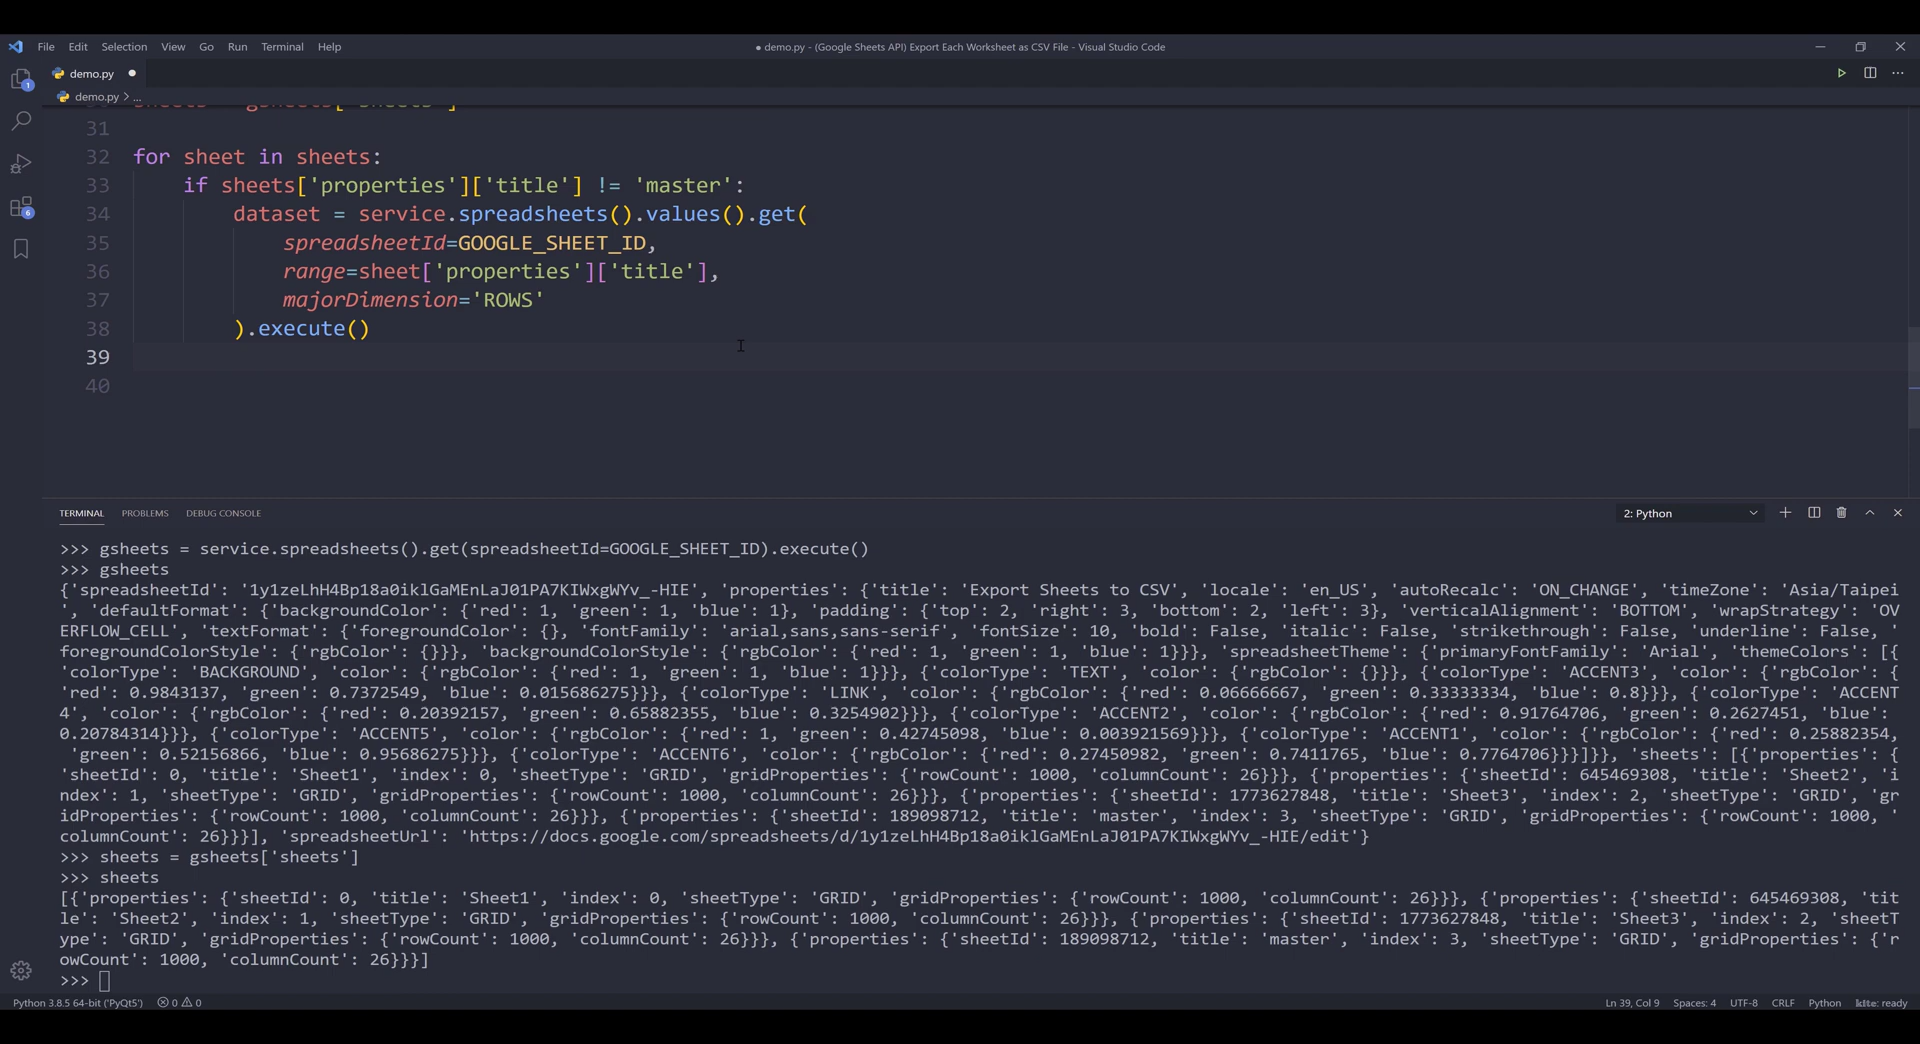 File Edit Selection View Go Run Terminal Help
● demo.py - (Google Sheets API) Export Each Worksheet as CSV File - Visual Studio Code
demo.py ●
demo.py > ...
31
32 for sheet in sheets:
33 if sheets['properties']['title'] != 'master':
34 dataset = service.spreadsheets().values().get(
35 spreadsheetId=GOOGLE_SHEET_ID,
36 range=sheet['properties']['title'],
37 majorDimension='ROWS'
38 ).execute()
39
40
TERMINAL PROBLEMS DEBUG CONSOLE
2: Python
>>> gsheets = service.spreadsheets().get(spreadsheetId=GOOGLE_SHEET_ID).execute()
>>> gsheets
{'spreadsheetId': '1y1zeLhH4Bp18a0iklGaMEnLaJ01PA7KIWxgWYv_-HIE', 'properties': {'title': 'Export Sheets to CSV', 'locale': 'en_US', 'autoRecalc': 'ON_CHANGE', 'timeZone': 'Asia/Taipei
', 'defaultFormat': {'backgroundColor': {'red': 1, 'green': 1, 'blue': 1}, 'padding': {'top': 2, 'right': 3, 'bottom': 2, 'left': 3}, 'verticalAlignment': 'BOTTOM', 'wrapStrategy': 'OV
ERFLOW_CELL', 'textFormat': {'foregroundColor': {}, 'fontFamily': 'arial,sans,sans-serif', 'fontSize': 10, 'bold': False, 'italic': False, 'strikethrough': False, 'underline': False, '
foregroundColorStyle': {'rgbColor': {}}}, 'backgroundColorStyle': {'rgbColor': {'red': 1, 'green': 1, 'blue': 1}}}, 'spreadsheetTheme': {'primaryFontFamily': 'Arial', 'themeColors': [{
'colorType': 'BACKGROUND', 'color': {'rgbColor': {'red': 1, 'green': 1, 'blue': 1}}}, {'colorType': 'TEXT', 'color': {'rgbColor': {}}}, {'colorType': 'ACCENT3', 'color': {'rgbColor': {
'red': 0.9843137, 'green': 0.7372549, 'blue': 0.015686275}}}, {'colorType': 'LINK', 'color': {'rgbColor': {'red': 0.06666667, 'green': 0.33333334, 'blue': 0.8}}}, {'colorType': 'ACCENT
4', 'color': {'rgbColor': {'red': 0.20392157, 'green': 0.65882355, 'blue': 0.3254902}}}, {'colorType': 'ACCENT2', 'color': {'rgbColor': {'red': 0.91764706, 'green': 0.2627451, 'blue':
0.20784314}}}, {'colorType': 'ACCENT5', 'color': {'rgbColor': {'red': 1, 'green': 0.42745098, 'blue': 0.003921569}}}, {'colorType': 'ACCENT1', 'color': {'rgbColor': {'red': 0.25882354,
'green': 0.52156866, 'blue': 0.95686275}}}, {'colorType': 'ACCENT6', 'color': {'rgbColor': {'red': 0.27450982, 'green': 0.7411765, 'blue': 0.7764706}}}]}}, 'sheets': [{'properties': {
'sheetId': 0, 'title': 'Sheet1', 'index': 0, 'sheetType': 'GRID', 'gridProperties': {'rowCount': 1000, 'columnCount': 26}}}, {'properties': {'sheetId': 645469308, 'title': 'Sheet2', 'i
ndex': 1, 'sheetType': 'GRID', 'gridProperties': {'rowCount': 1000, 'columnCount': 26}}}, {'properties': {'sheetId': 1773627848, 'title': 'Sheet3', 'index': 2, 'sheetType': 'GRID', 'gr
idProperties': {'rowCount': 1000, 'columnCount': 26}}}, {'properties': {'sheetId': 189098712, 'title': 'master', 'index': 3, 'sheetType': 'GRID', 'gridProperties': {'rowCount': 1000, '
columnCount': 26}}}], 'spreadsheetUrl': 'https://docs.google.com/spreadsheets/d/1y1zeLhH4Bp18a0iklGaMEnLaJ01PA7KIWxgWYv_-HIE/edit'}
>>> sheets = gsheets['sheets']
>>> sheets
[{'properties': {'sheetId': 0, 'title': 'Sheet1', 'index': 0, 'sheetType': 'GRID', 'gridProperties': {'rowCount': 1000, 'columnCount': 26}}}, {'properties': {'sheetId': 645469308, 'tit
le': 'Sheet2', 'index': 1, 'sheetType': 'GRID', 'gridProperties': {'rowCount': 1000, 'columnCount': 26}}}, {'properties': {'sheetId': 1773627848, 'title': 'Sheet3', 'index': 2, 'sheetT
ype': 'GRID', 'gridProperties': {'rowCount': 1000, 'columnCount': 26}}}, {'properties': {'sheetId': 189098712, 'title': 'master', 'index': 3, 'sheetType': 'GRID', 'gridProperties': {'r
owCount': 1000, 'columnCount': 26}}}]
>>>
Python 3.8.5 64-bit ('PyQt5') 0 0 Ln 39, Col 9 Spaces: 4 UTF-8 CRLF Python kite: ready